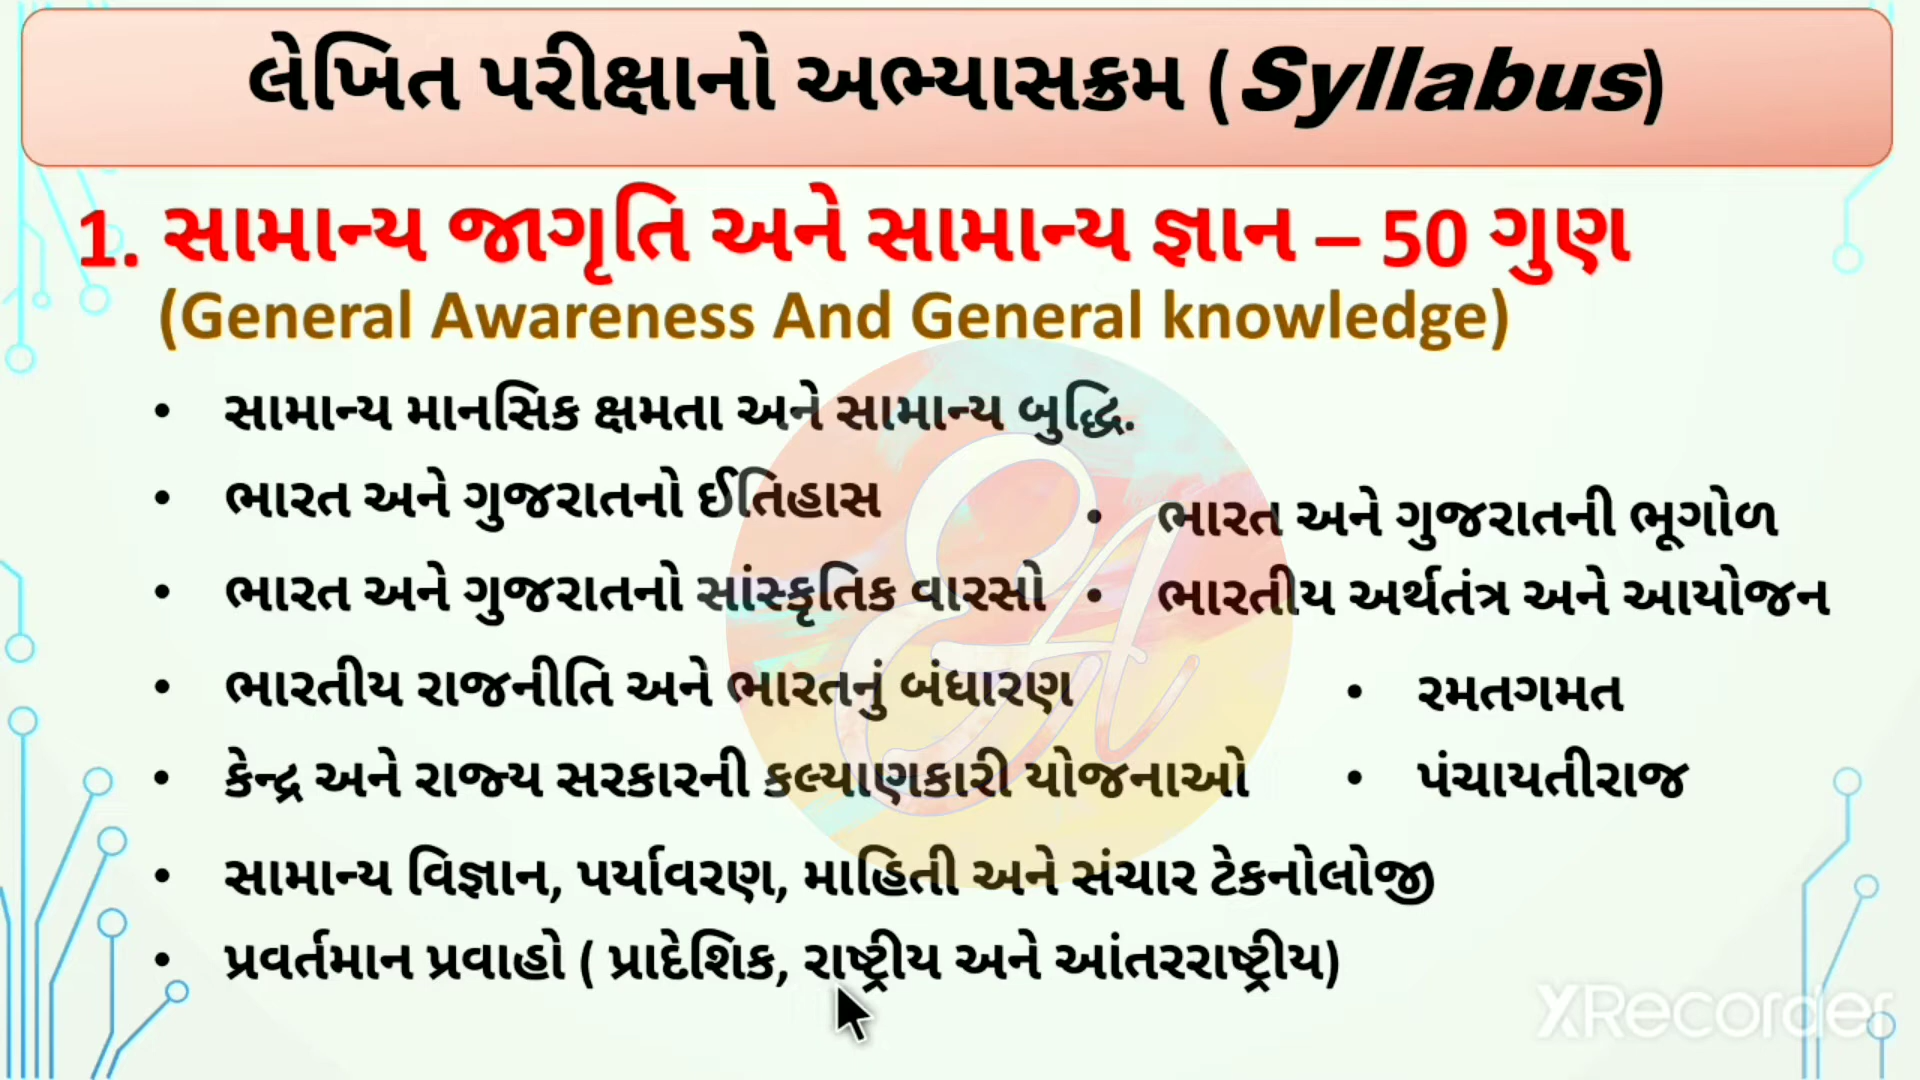 લેખિત પરીક્ષાનો અભ્યાસક્રમ (Syllabus)
1. સામાન્ય જાગૃતિ અને સામાન્ય જ્ઞાન – 50 ગુણ
(General Awareness And General knowledge)
• સામાન્ય માનસિક ક્ષમતા અને સામાન્ય બુદ્ધિ.
• ભારત અને ગુજરાતનો ઈતિહાસ
• ભારત અને ગુજરાતની ભૂગોળ
• ભારત અને ગુજરાતનો સાંસ્કૃતિક વારસો
• ભારતીય અર્થતંત્ર અને આયોજન
• ભારતીય રાજનીતિ અને ભારતનું બંધારણ
• રમતગમત
• કેન્દ્ર અને રાજ્ય સરકારની કલ્યાણકારી યોજનાઓ
• પંચાયતીરાજ
• સામાન્ય વિજ્ઞાન, પર્યાવરણ, માહિતી અને સંચાર ટેકનોલોજી
• પ્રવર્તમાન પ્રવાહો ( પ્રાદેશિક, રાષ્ટ્રીય અને આંતરરાષ્ટ્રીય)
EA
XRecorder